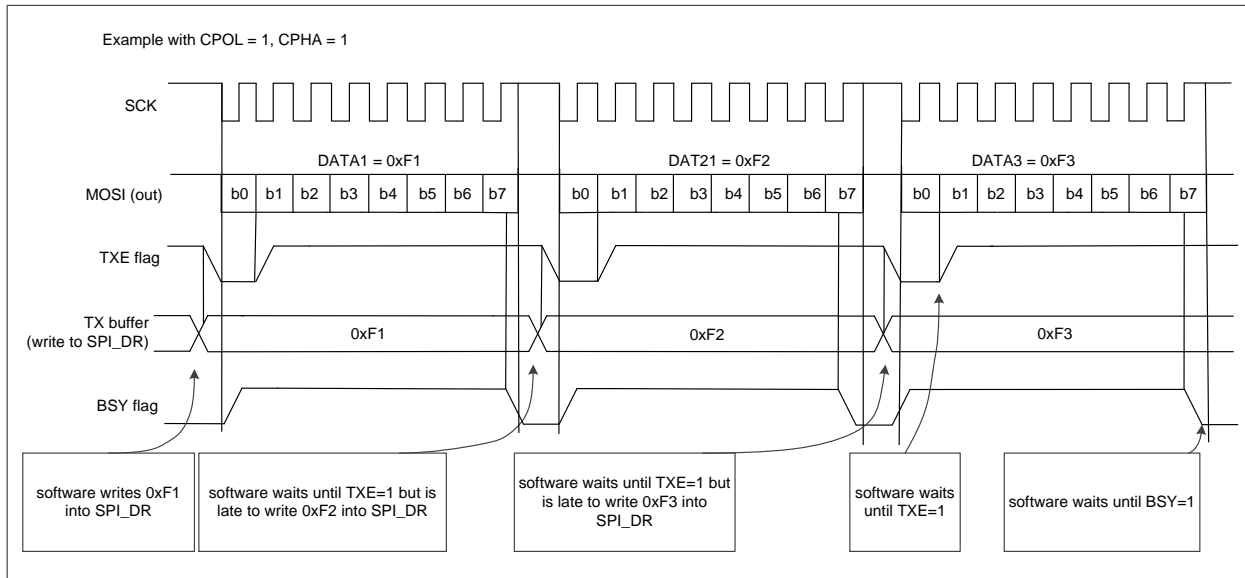 Example with CPOL = 1, CPHA = 1
SCK
DATA1 = 0xF1 DAT21 = 0xF2 DATA3 = 0xF3
MOSI (out) b0 b1 b2 b3 b4 b5 b6 b7 b0 b1 b2 b3 b4 b5 b6 b7 b0 b1 b2 b3 b4 b5 b6 b7
TXE flag
TX buffer
(write to SPI_DR)
0xF1 0xF2 0xF3
BSY flag
software writes 0xF1
into SPI_DR
software waits until TXE=1 but is
late to write 0xF2 into SPI_DR
software waits until TXE=1 but
is late to write 0xF3 into
SPI_DR
software waits
until TXE=1
software waits until BSY=1